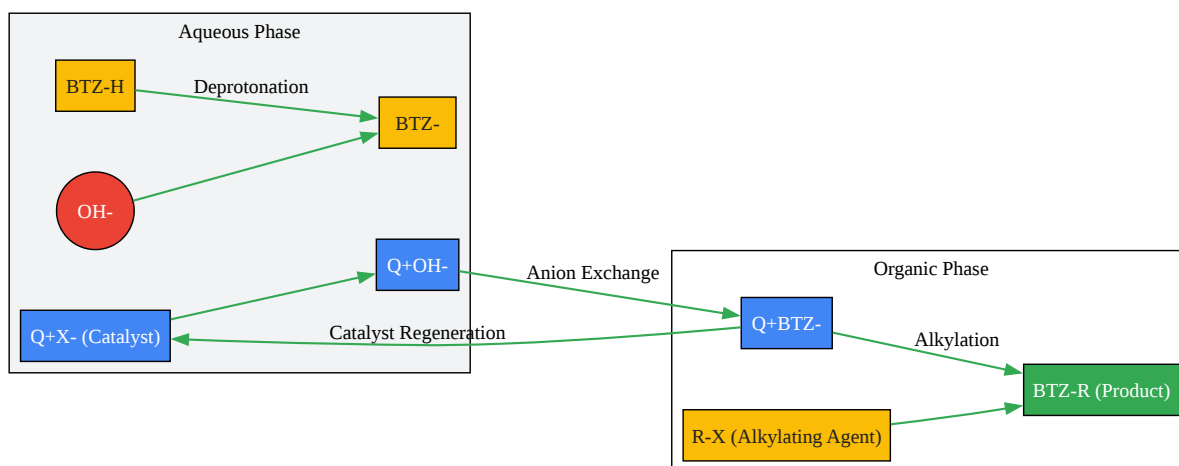 Aqueous Phase
BTZ-H
Deprotonation
BTZ-
OH-
Q+OH-
Anion Exchange
Q+X- (Catalyst)
Catalyst Regeneration
Organic Phase
Q+BTZ-
Alkylation
BTZ-R (Product)
R-X (Alkylating Agent)